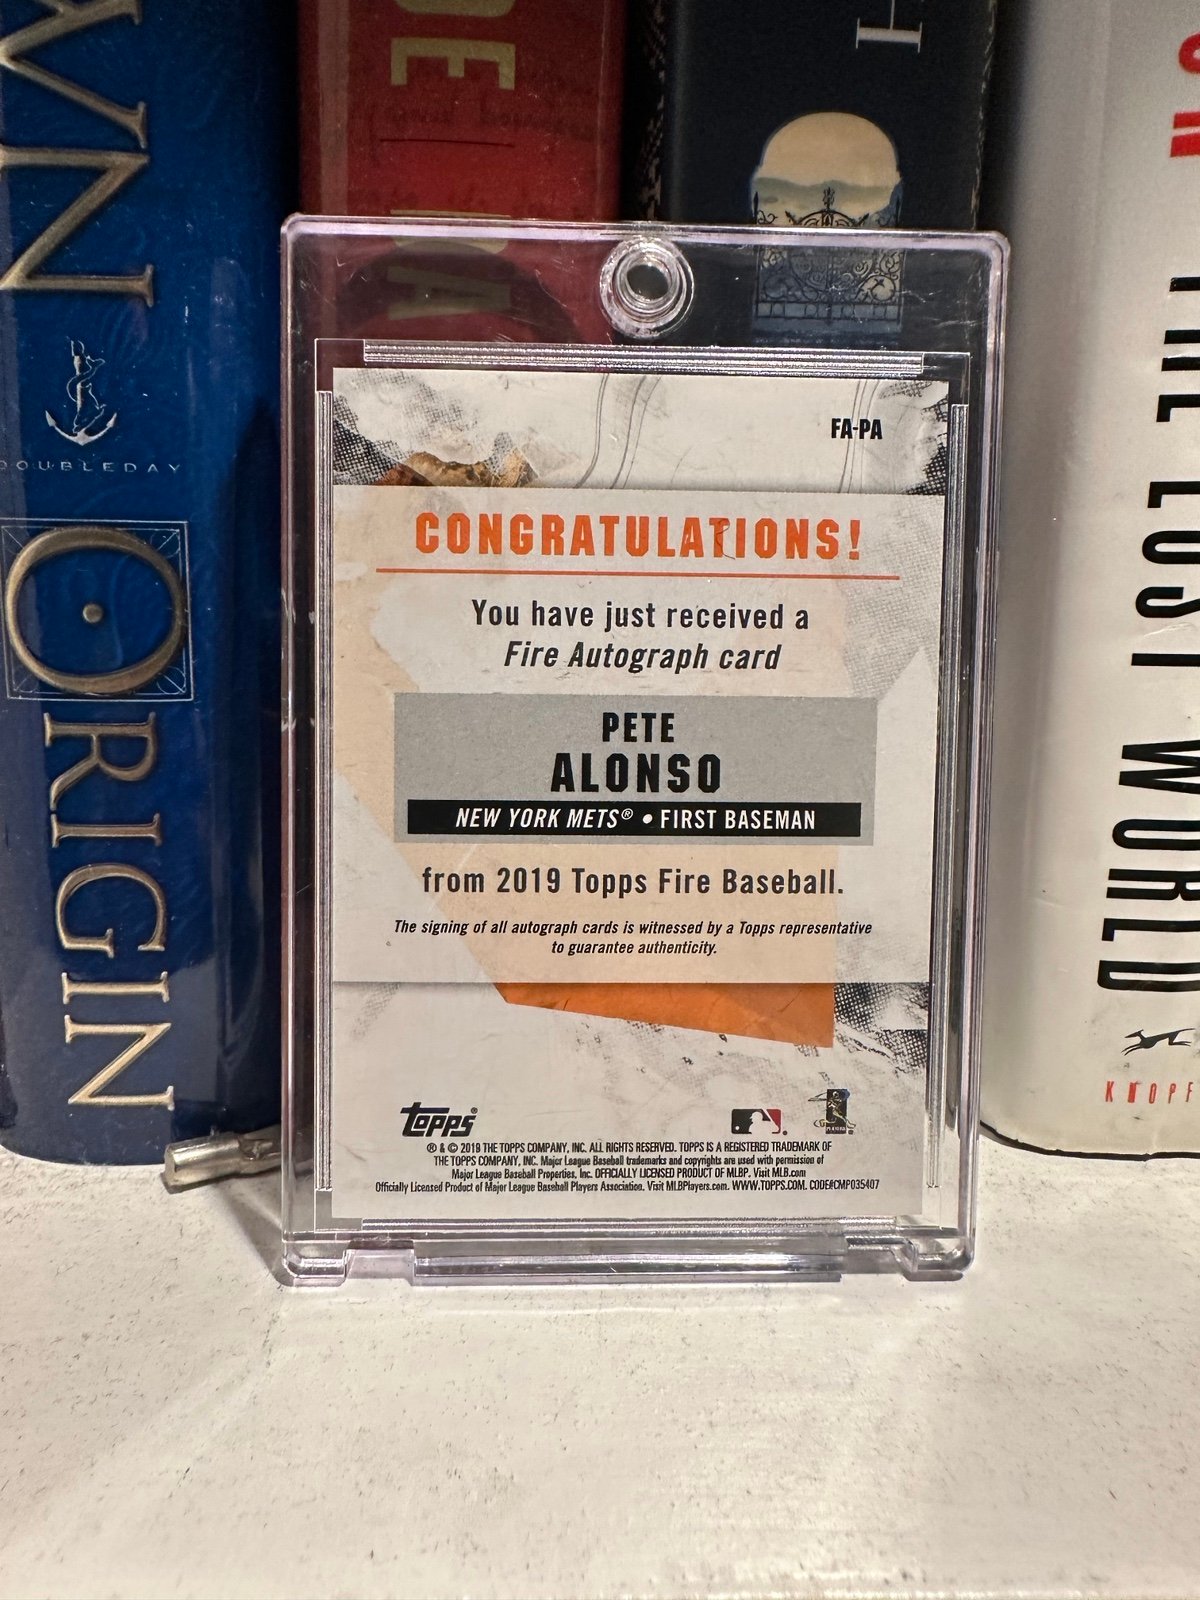 WN
DOUBLEDAY
ORIGIN
H
THE LOST WORLD
KNOPF
FA-PA
CONGRATULATIONS!
You have just received a
Fire Autograph card
PETE
ALONSO
NEW YORK METS® • FIRST BASEMAN
from 2019 Topps Fire Baseball.
The signing of all autograph cards is witnessed by a Topps representative
to guarantee authenticity.
topps®
® & © 2019 THE TOPPS COMPANY, INC. ALL RIGHTS RESERVED. TOPPS IS A REGISTERED TRADEMARK OF
THE TOPPS COMPANY, INC. Major League Baseball trademarks and copyrights are used with permission of
Major League Baseball Properties, Inc. OFFICIALLY LICENSED PRODUCT OF MLBP. Visit MLB.com
Officially Licensed Product of Major League Baseball Players Association. Visit MLBPlayers.com. WWW.TOPPS.COM. CODE#CMP035407